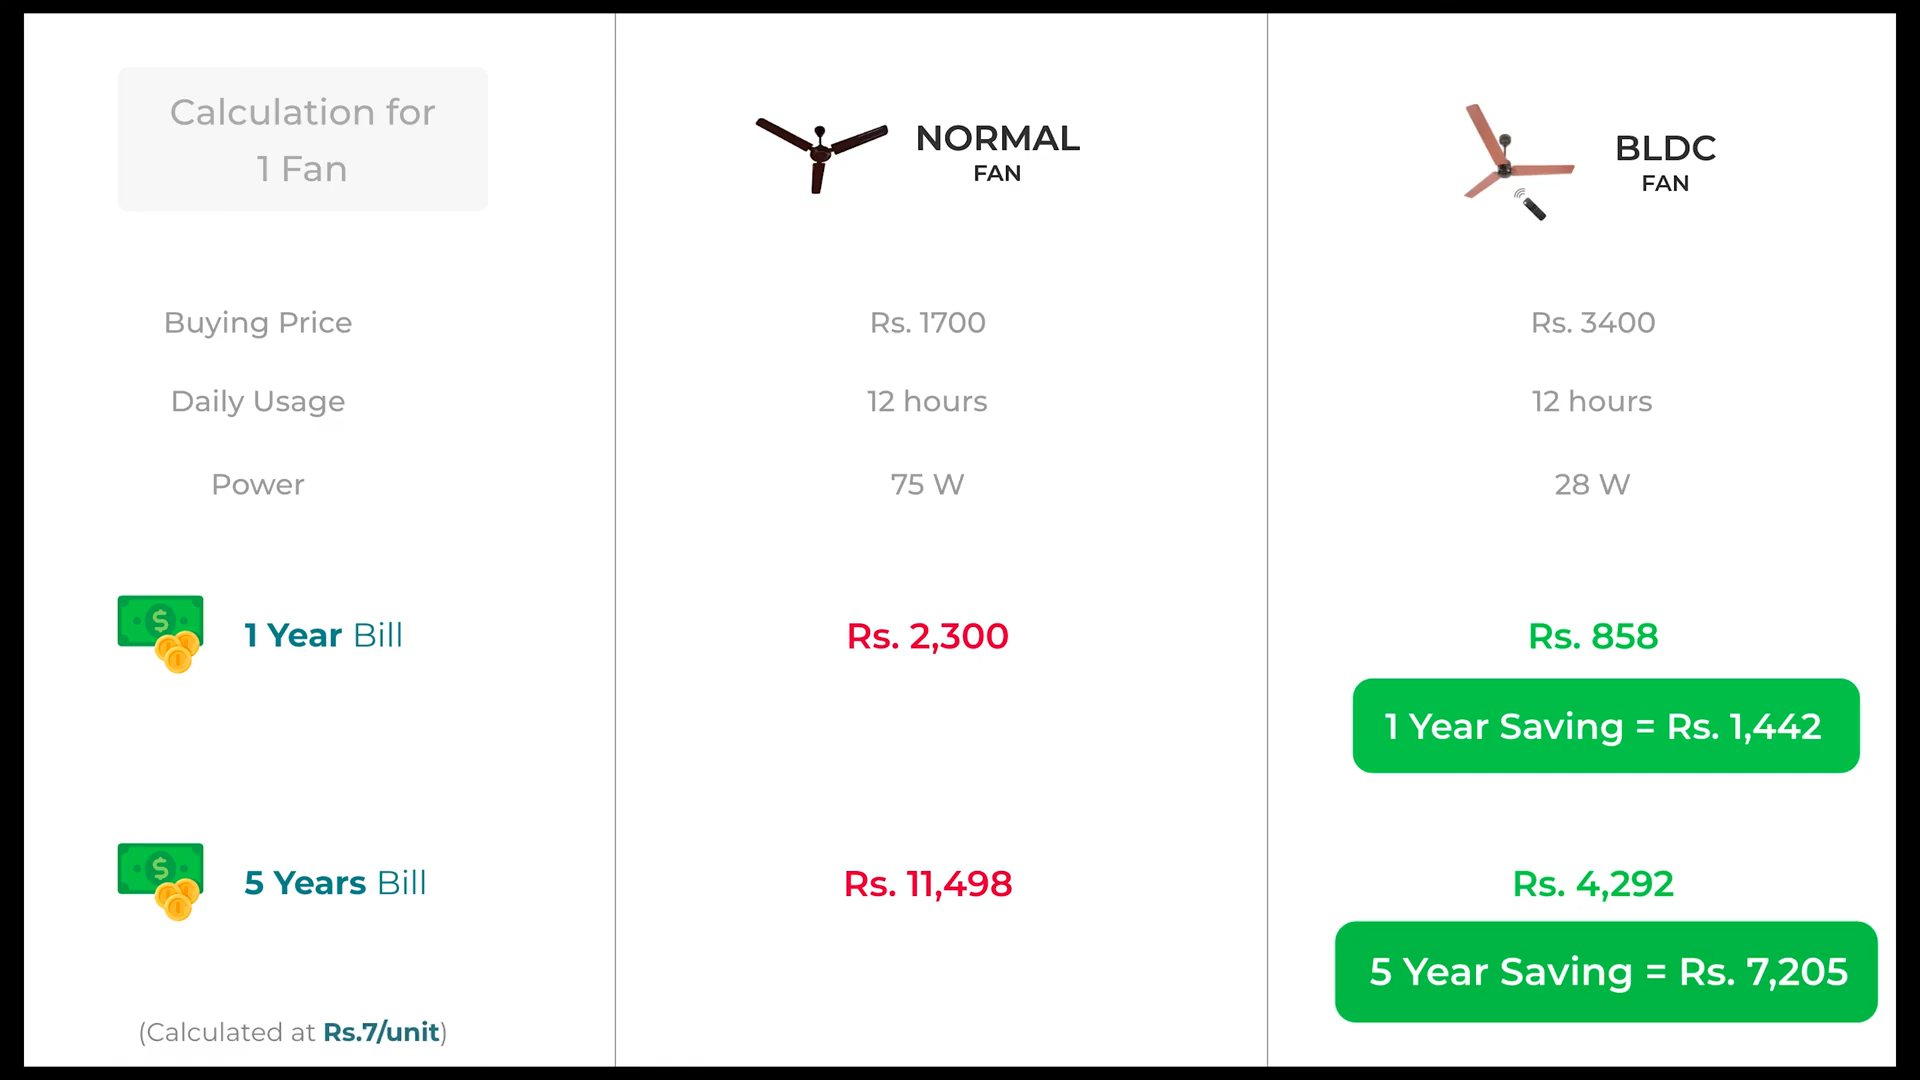 Calculation for
1 Fan
NORMAL
FAN
BLDC
FAN
Buying Price
Rs. 1700
Rs. 3400
Daily Usage
12 hours
12 hours
Power
75 W
28 W
1 Year Bill
Rs. 2,300
Rs. 858
1 Year Saving = Rs. 1,442
5 Years Bill
Rs. 11,498
Rs. 4,292
5 Year Saving = Rs. 7,205
(Calculated at Rs.7/unit)